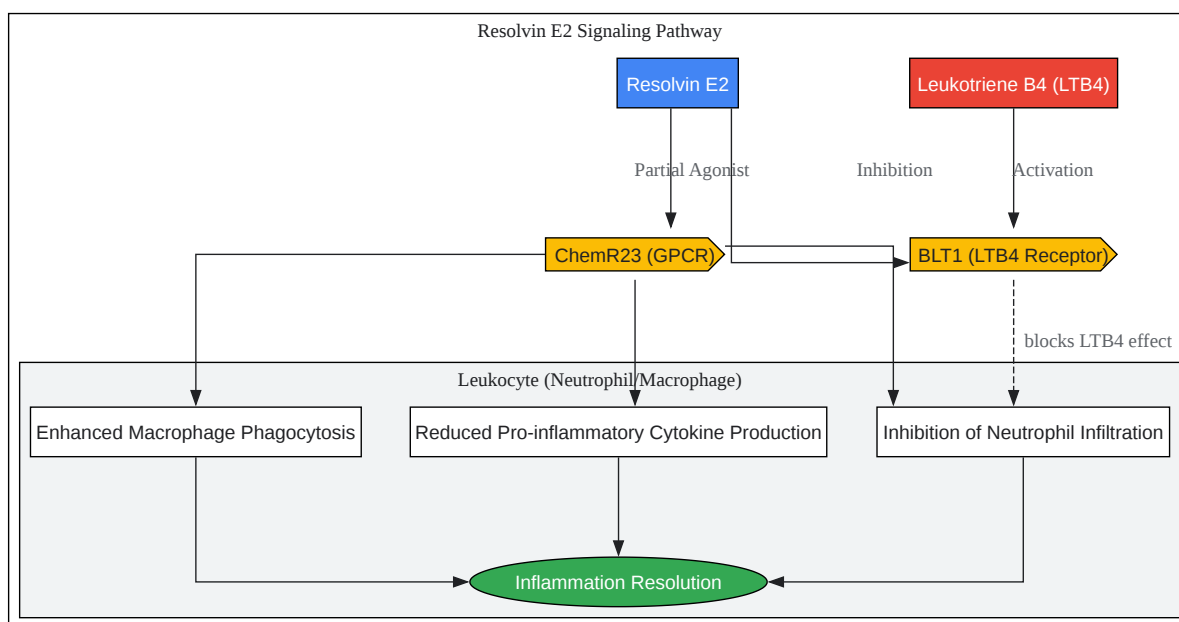 Resolvin E2 Signaling Pathway
Resolvin E2
Leukotriene B4 (LTB4)
Partial Agonist
Inhibition
Activation
ChemR23 (GPCR)
BLT1 (LTB4 Receptor)
blocks LTB4 effect
Leukocyte (Neutrophil/Macrophage)
Enhanced Macrophage Phagocytosis
Reduced Pro-inflammatory Cytokine Production
Inhibition of Neutrophil Infiltration
Inflammation Resolution